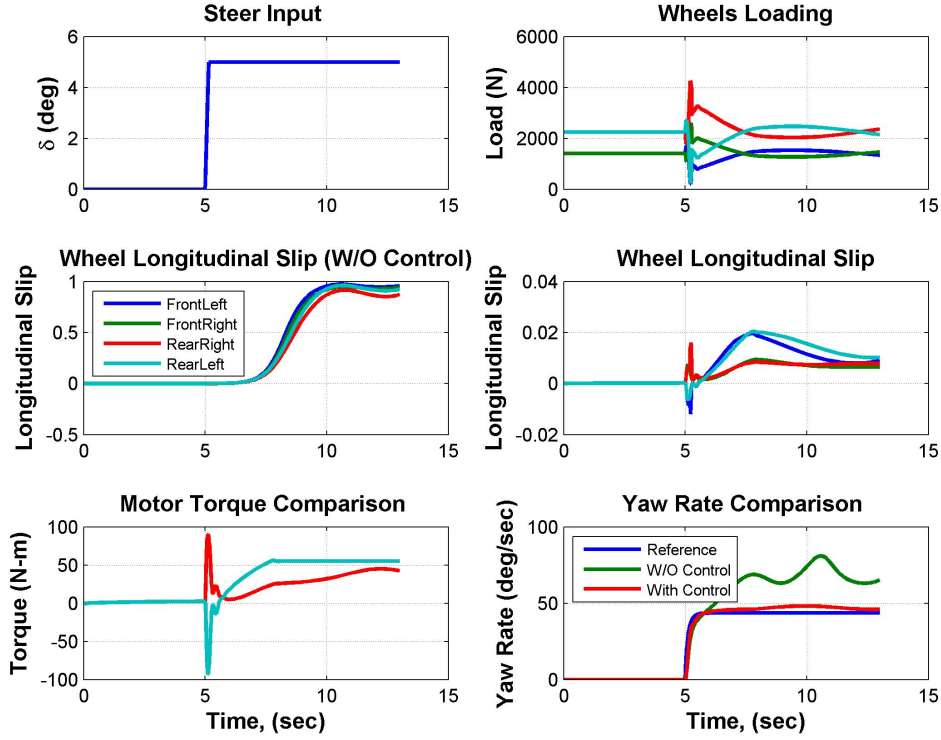 Steer Input
6
4
2
0
0 5 10 15
δ (deg)
Wheels Loading
6000
4000
2000
0
0 5 10 15
Load (N)
Wheel Longitudinal Slip (W/O Control)
1
0.5
0
-0.5
0 5 10 15
Longitudinal Slip
FrontLeft
FrontRight
RearRight
RearLeft
Wheel Longitudinal Slip
0.04
0.02
0
-0.02
0 5 10 15
Longitudinal Slip
Motor Torque Comparison
100
50
0
-50
-100
0 5 10 15
Torque (N-m)
Time, (sec)
Yaw Rate Comparison
100
50
0
0 5 10 15
Yaw Rate (deg/sec)
Reference
W/O Control
With Control
Time, (sec)